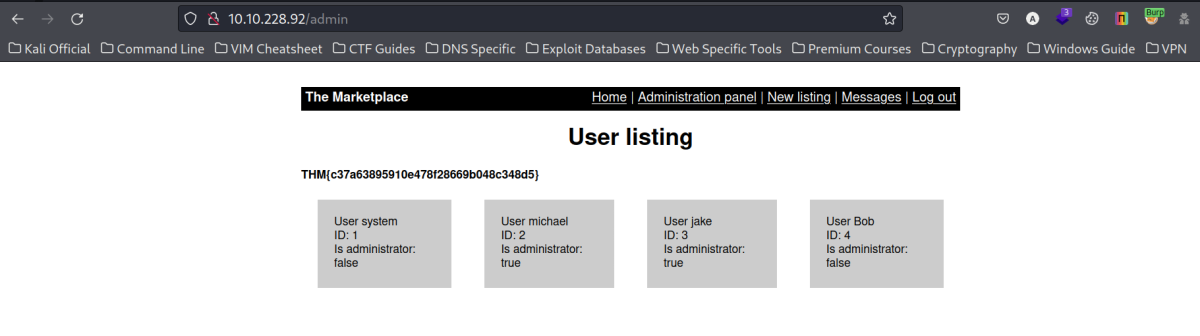 10.10.228.92/admin
3
A
Burp
Kali Official Command Line VIM Cheatsheet CTF Guides DNS Specific Exploit Databases Web Specific Tools Premium Courses Cryptography Windows Guide VPN
The Marketplace Home | Administration panel | New listing | Messages | Log out
User listing
THM{c37a63895910e478f28669b048c348d5}
User system
ID: 1
Is administrator:
false
User michael
ID: 2
Is administrator:
true
User jake
ID: 3
Is administrator:
true
User Bob
ID: 4
Is administrator:
false